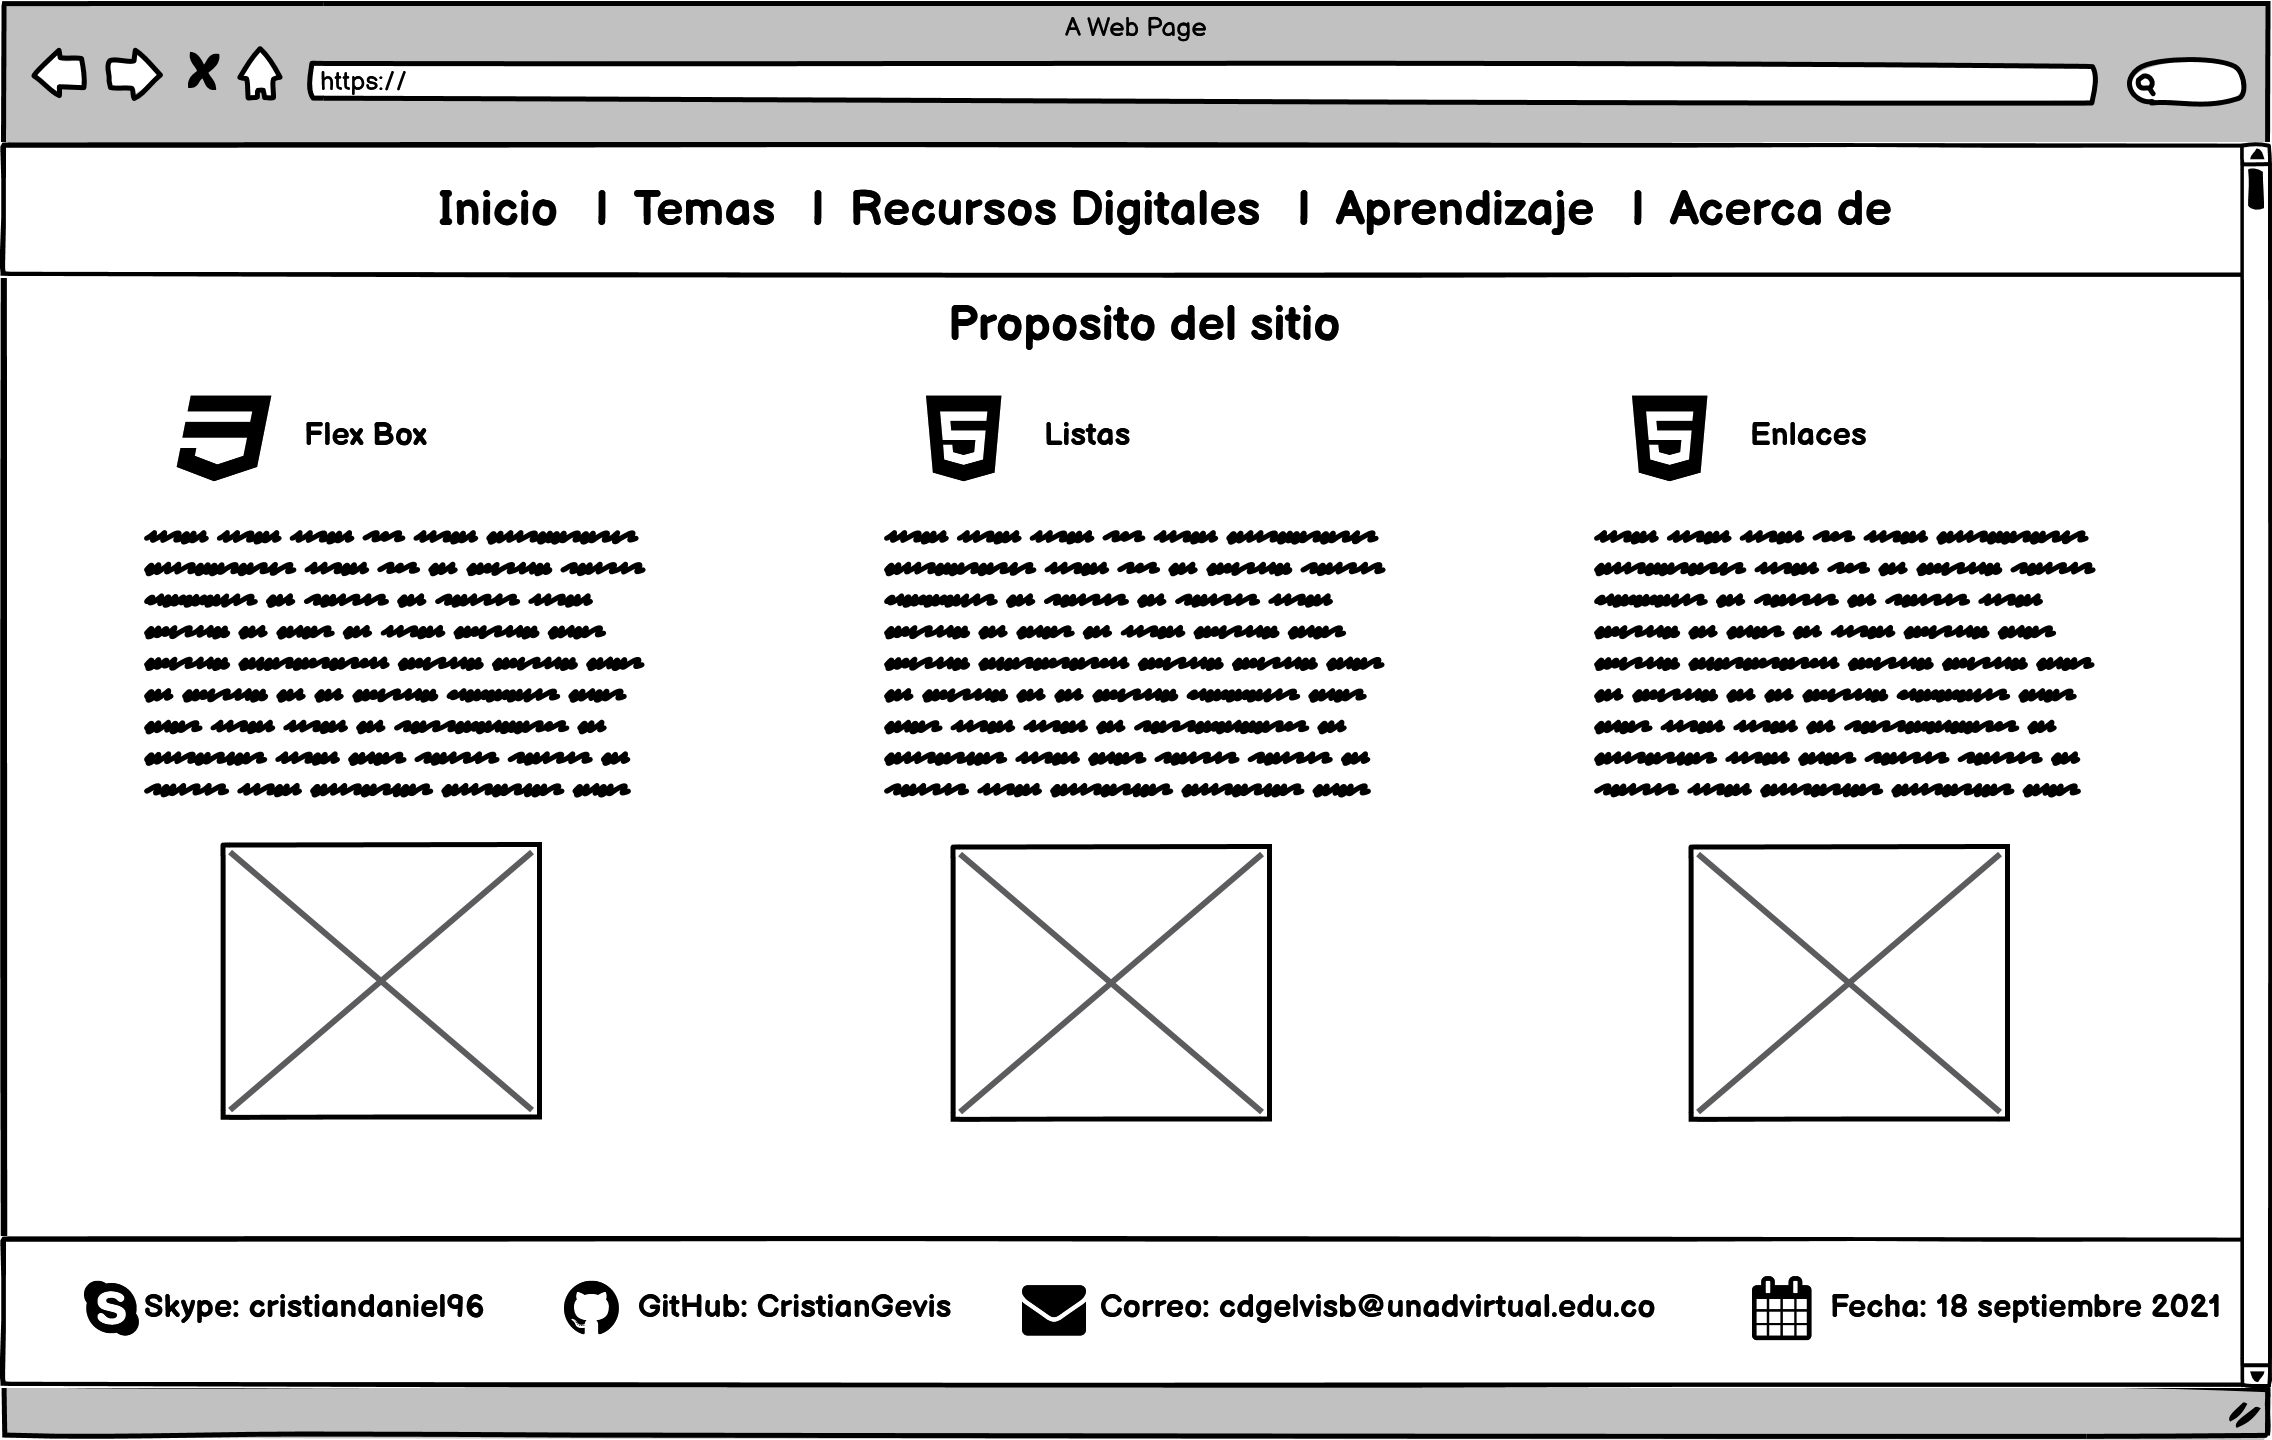 A Web Page
https://
Inicio | Temas | Recursos Digitales | Aprendizaje | Acerca de
Proposito del sitio
Flex Box
Listas
Enlaces
Skype: cristiandaniel96
GitHub: CristianGevis
Correo: cdgelvisb@unadvirtual.edu.co
Fecha: 18 septiembre 2021